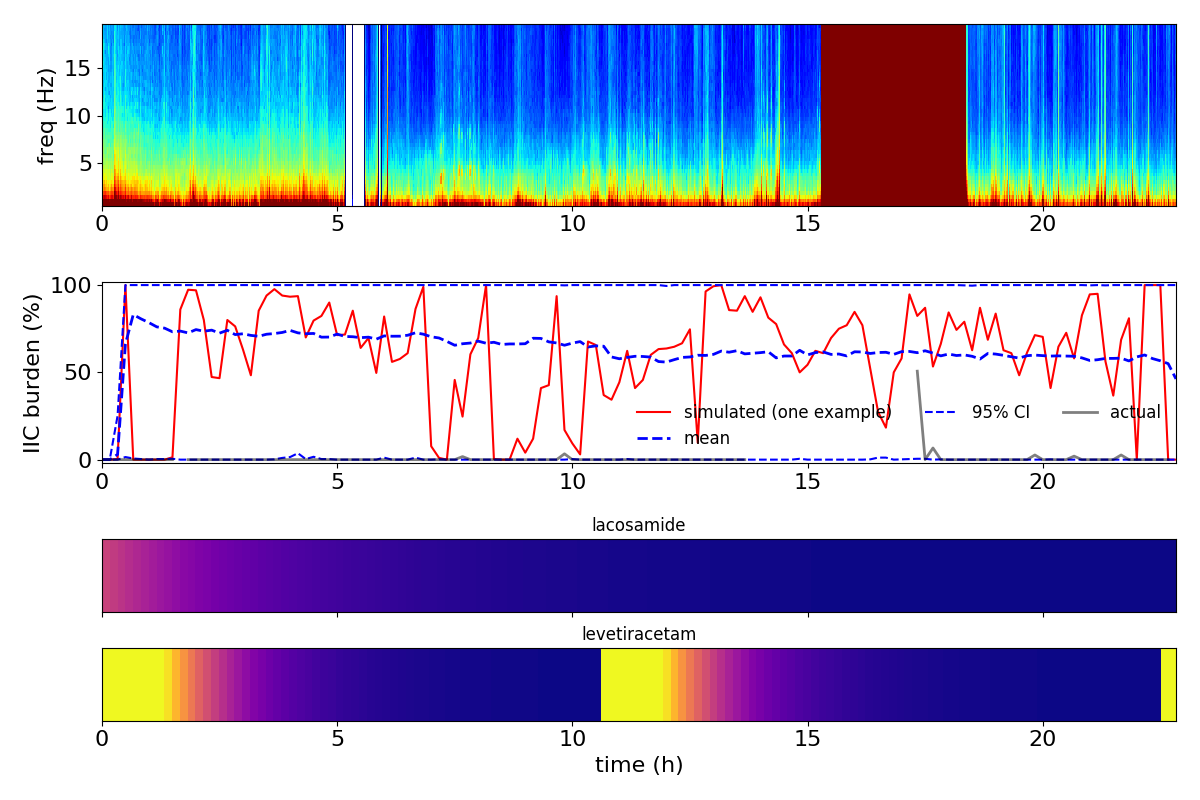 freq (Hz)
15
10
5
0 5 10 15 20
IIC burden (%)
100
50
0
simulated (one example) 95% CI actual
mean
0 5 10 15 20
lacosamide
levetiracetam
0 5 10 15 20
time (h)